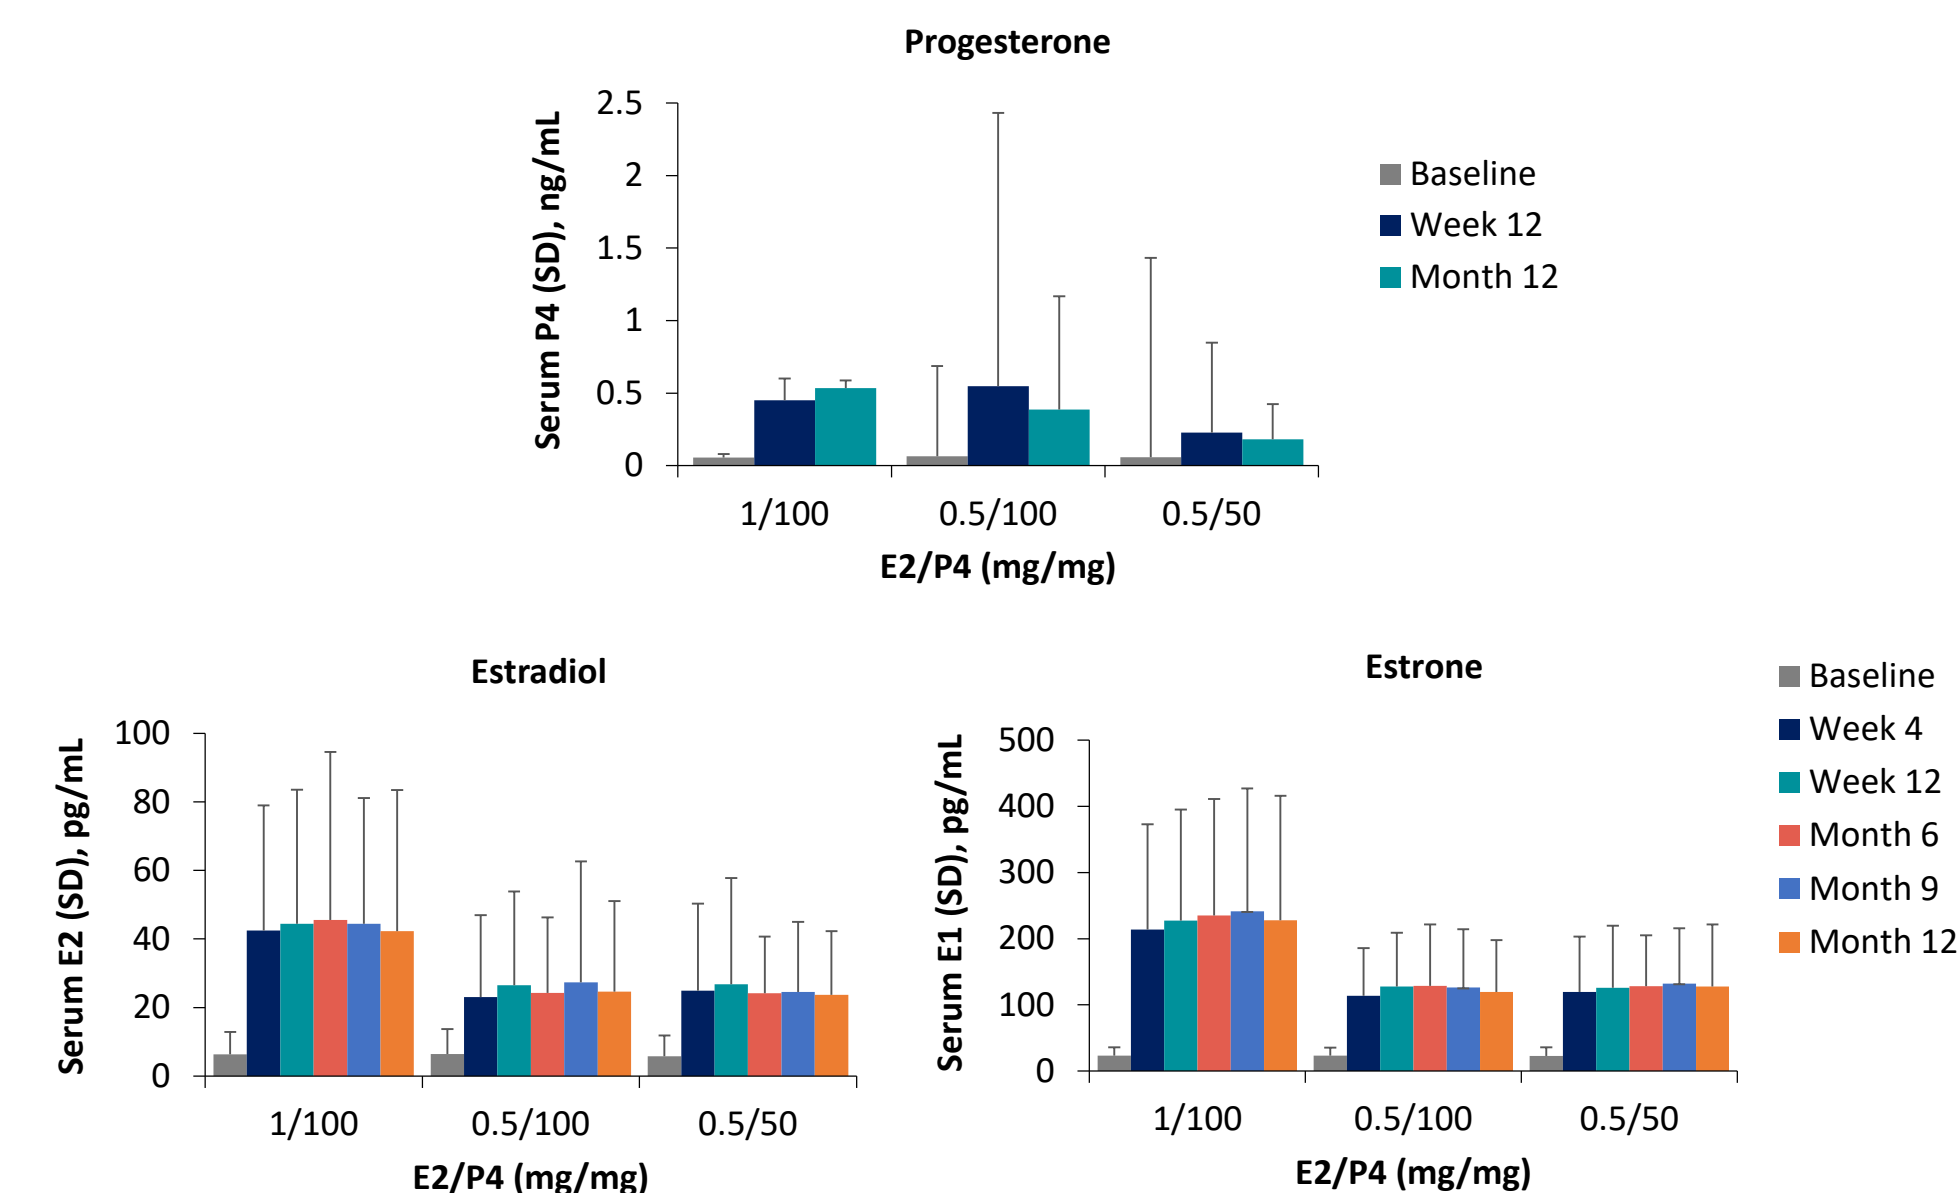 Progesterone
Serum P4 (SD), ng/mL
2.5
2
1.5
1
0.5
0
1/100 0.5/100 0.5/50
E2/P4 (mg/mg)
Baseline
Week 12
Month 12
Estradiol
Serum E2 (SD), pg/mL
100
80
60
40
20
0
1/100 0.5/100 0.5/50
E2/P4 (mg/mg)
Estrone
Serum E1 (SD), pg/mL
500
400
300
200
100
0
1/100 0.5/100 0.5/50
E2/P4 (mg/mg)
Baseline
Week 4
Week 12
Month 6
Month 9
Month 12